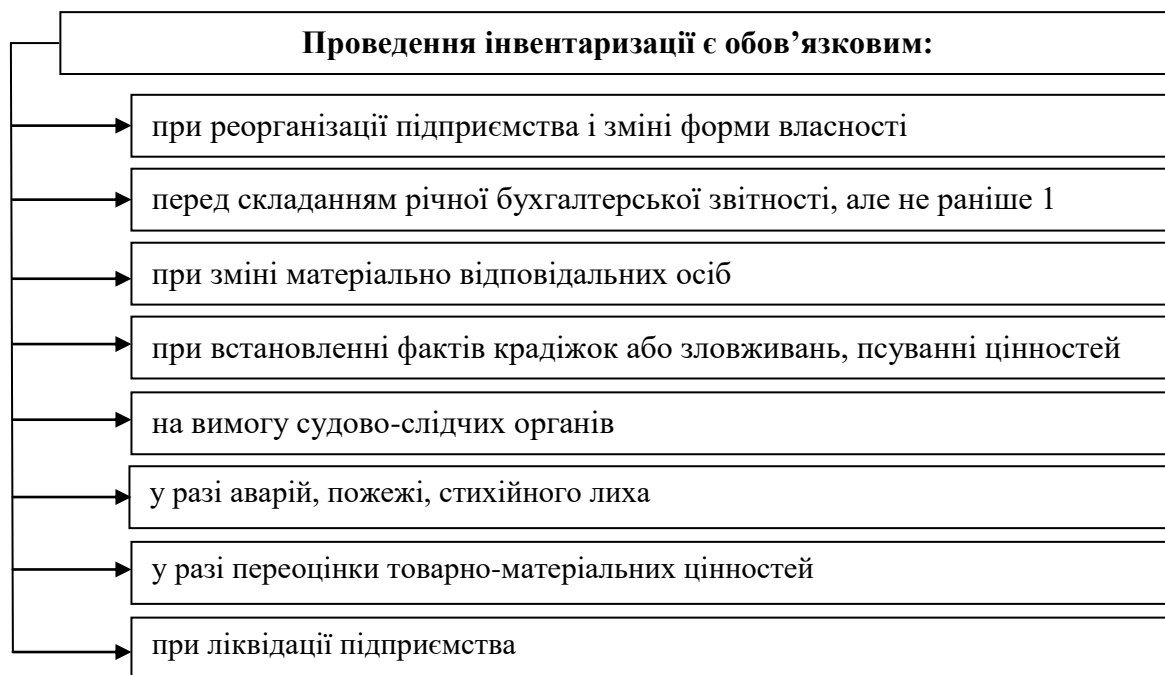 Проведення інвентаризації є обов’язковим:
при реорганізації підприємства і зміні форми власності
перед складанням річної бухгалтерської звітності, але не раніше 1
при зміні матеріально відповідальних осіб
при встановленні фактів крадіжок або зловживань, псуванні цінностей
на вимогу судово-слідчих органів
у разі аварій, пожежі, стихійного лиха
у разі переоцінки товарно-матеріальних цінностей
при ліквідації підприємства